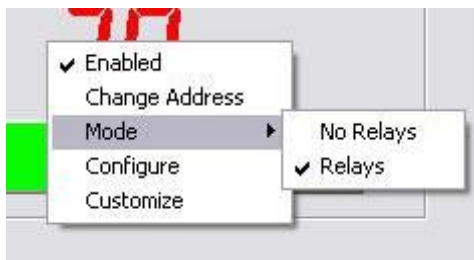 Enabled
Change Address
Mode
No Relays
Configure
Relays
Customize